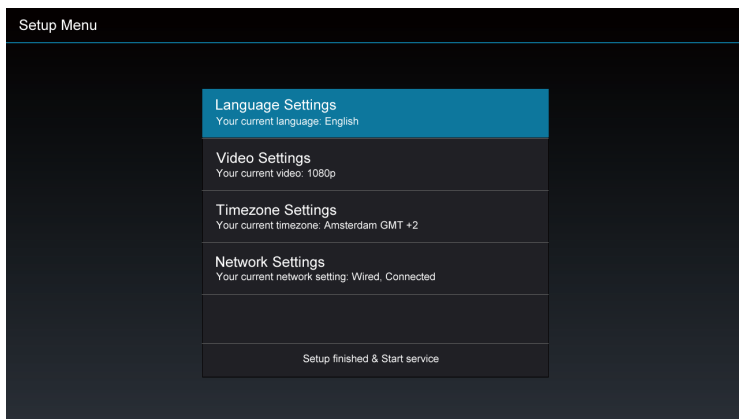 Setup Menu
Language Settings
Your current language: English
Video Settings
Your current video: 1080p
Timezone Settings
Your current timezone: Amsterdam GMT +2
Network Settings
Your current network setting: Wired, Connected
Setup finished & Start service